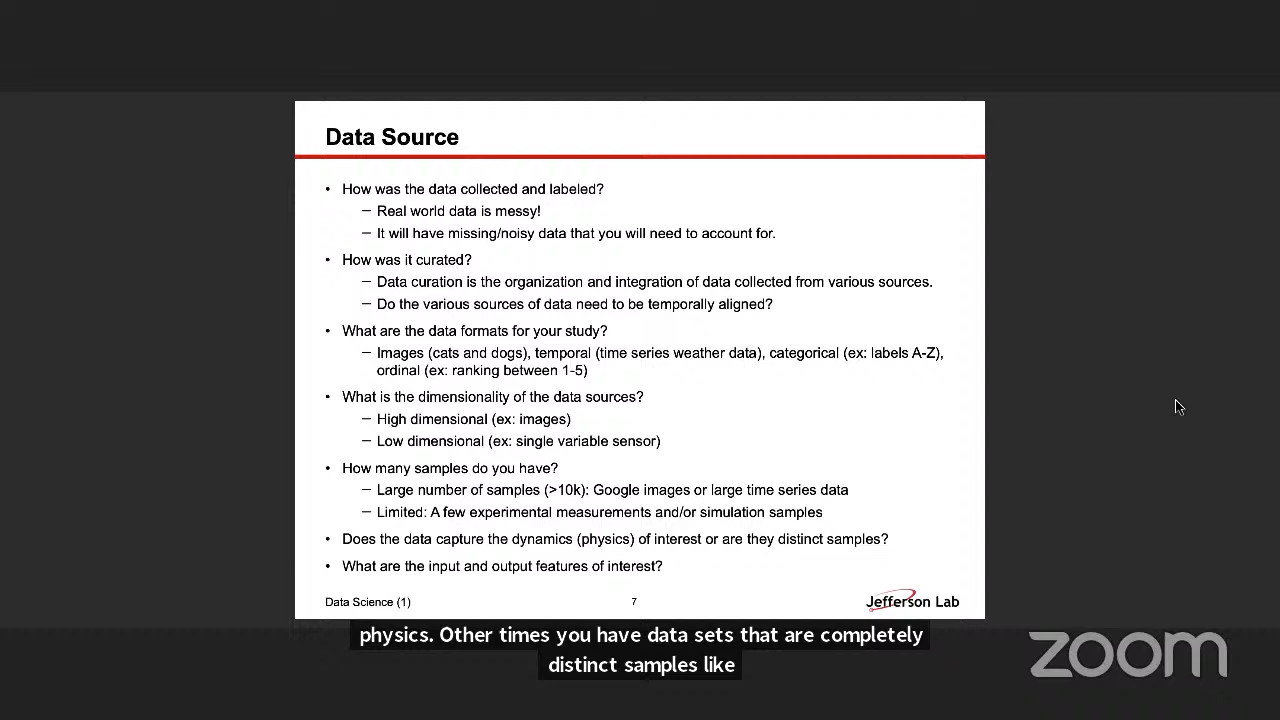 Data Source
• How was the data collected and labeled?
– Real world data is messy!
– It will have missing/noisy data that you will need to account for.
• How was it curated?
– Data curation is the organization and integration of data collected from various sources.
– Do the various sources of data need to be temporally aligned?
• What are the data formats for your study?
– Images (cats and dogs), temporal (time series weather data), categorical (ex: labels A-Z),
ordinal (ex: ranking between 1-5)
• What is the dimensionality of the data sources?
– High dimensional (ex: images)
– Low dimensional (ex: single variable sensor)
• How many samples do you have?
– Large number of samples (>10k): Google images or large time series data
– Limited: A few experimental measurements and/or simulation samples
• Does the data capture the dynamics (physics) of interest or are they distinct samples?
• What are the input and output features of interest?
Data Science (1)
7
Jefferson Lab
physics. Other times you have data sets that are completely
distinct samples like
zoom